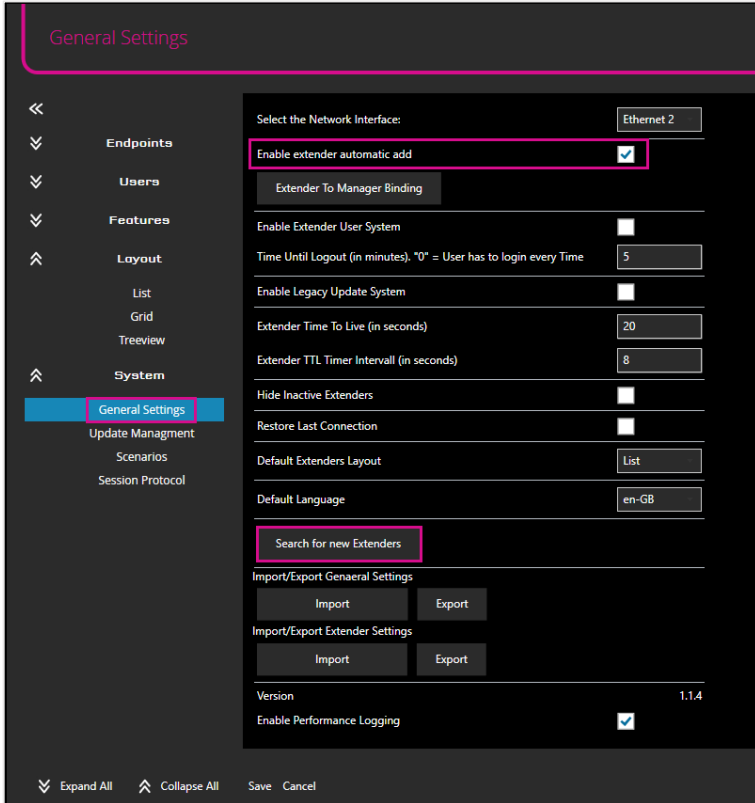 General Settings
Endpoints
Users
Features
Layout
List
Grid
Treeview
System
General Settings
Update Managment
Scenarios
Session Protocol
Select the Network Interface: Ethernet 2
Enable extender automatic add
Extender To Manager Binding
Enable Extender User System
Time Until Logout (in minutes). "0" = User has to login every Time 5
Enable Legacy Update System
Extender Time To Live (in seconds) 20
Extender TTL Timer Intervall (in seconds) 8
Hide Inactive Extenders
Restore Last Connection
Default Extenders Layout List
Default Language en-GB
Search for new Extenders
Import/Export Genaeral Settings
Import Export
Import/Export Extender Settings
Import Export
Version 1.1.4
Enable Performance Logging
Expand All Collapse All Save Cancel